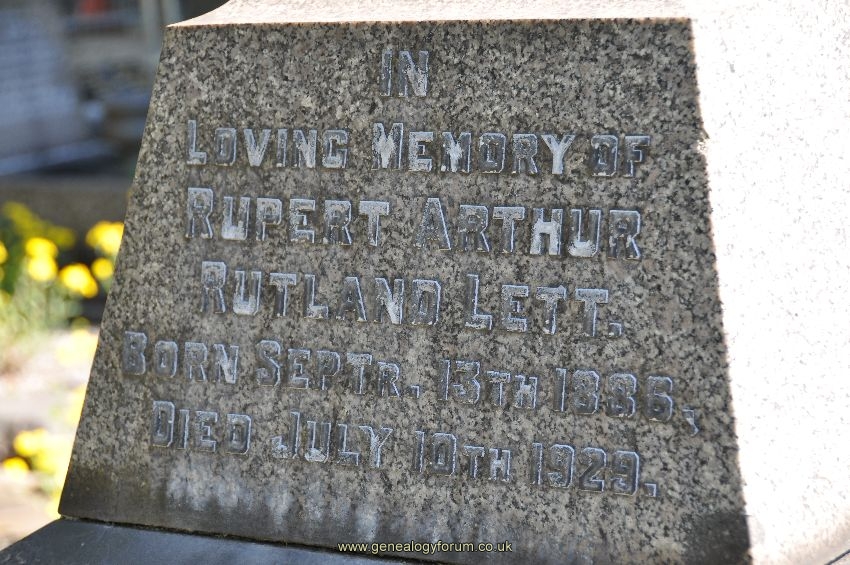 IN
LOVING MEMORY OF
RUPERT ARTHUR
RUTLAND LETT.
BORN SEPTR. 13TH 1886,
DIED JULY 10TH 1929.
www.genealogyforum.co.uk